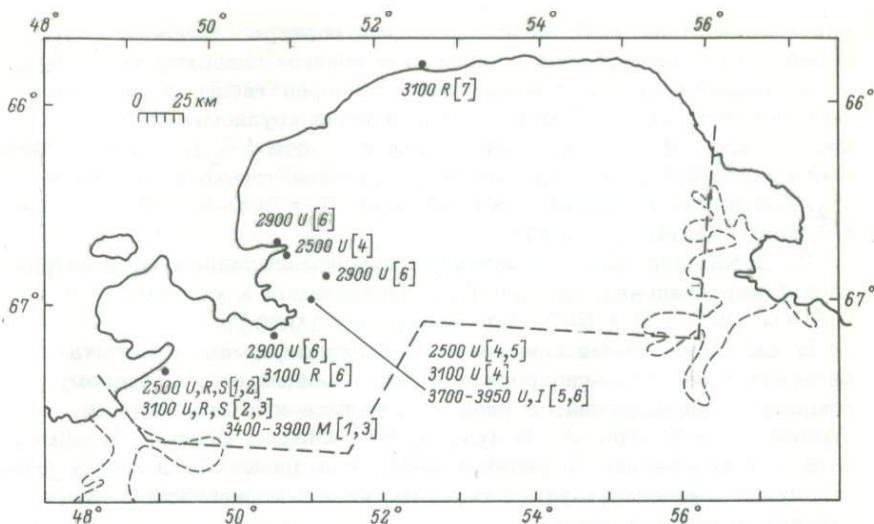 48° 50° 52° 54° 56°
66° 66°
0 25 км
3100 R [7]
2900 U [6]
2500 U [4]
2900 U [6]
67° 67°
2900 U [6]
3100 R [6]
2500 U [4,5]
3100 U [4]
3700-3950 U, I [5,6]
2500 U,R,S[1,2]
3100 U,R,S [2,3]
3400-3900 M [1,3]
48° 50° 52° 54° 56°